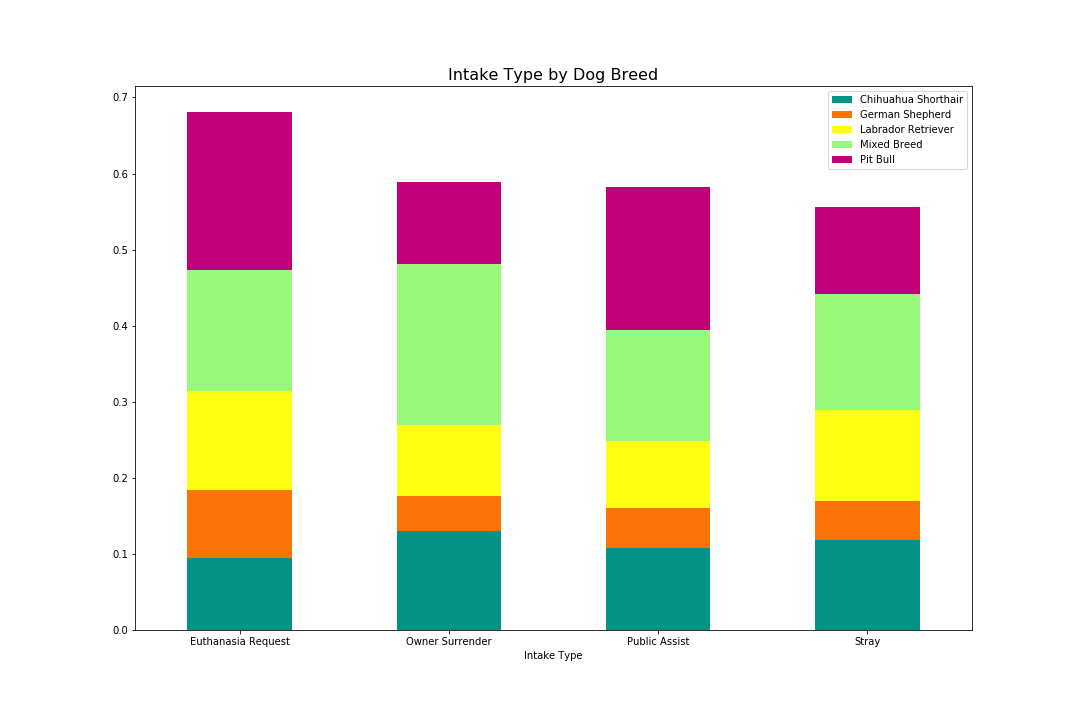 Intake Type by Dog Breed
Chihuahua Shorthair
German Shepherd
Labrador Retriever
Mixed Breed
Pit Bull
0.7
0.6
0.5
0.4
0.3
0.2
0.1
0.0
Euthanasia Request Owner Surrender Public Assist Stray
Intake Type